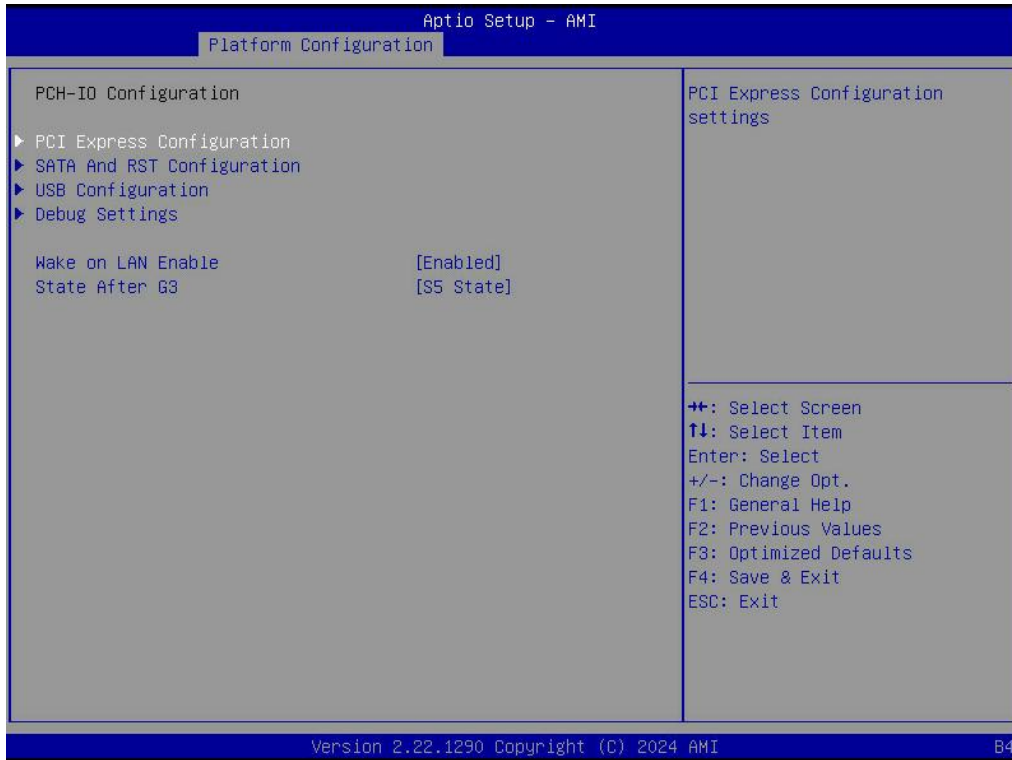 Aptio Setup - AMI
Platform Configuration
PCH-IO Configuration
PCI Express Configuration
SATA And RST Configuration
USB Configuration
Debug Settings
Wake on LAN Enable [Enabled]
State After G3 [S5 State]
PCI Express Configuration
settings
→←: Select Screen
↑↓: Select Item
Enter: Select
+/-: Change Opt.
F1: General Help
F2: Previous Values
F3: Optimized Defaults
F4: Save & Exit
ESC: Exit
Version 2.22.1290 Copyright (C) 2024 AMI
B4